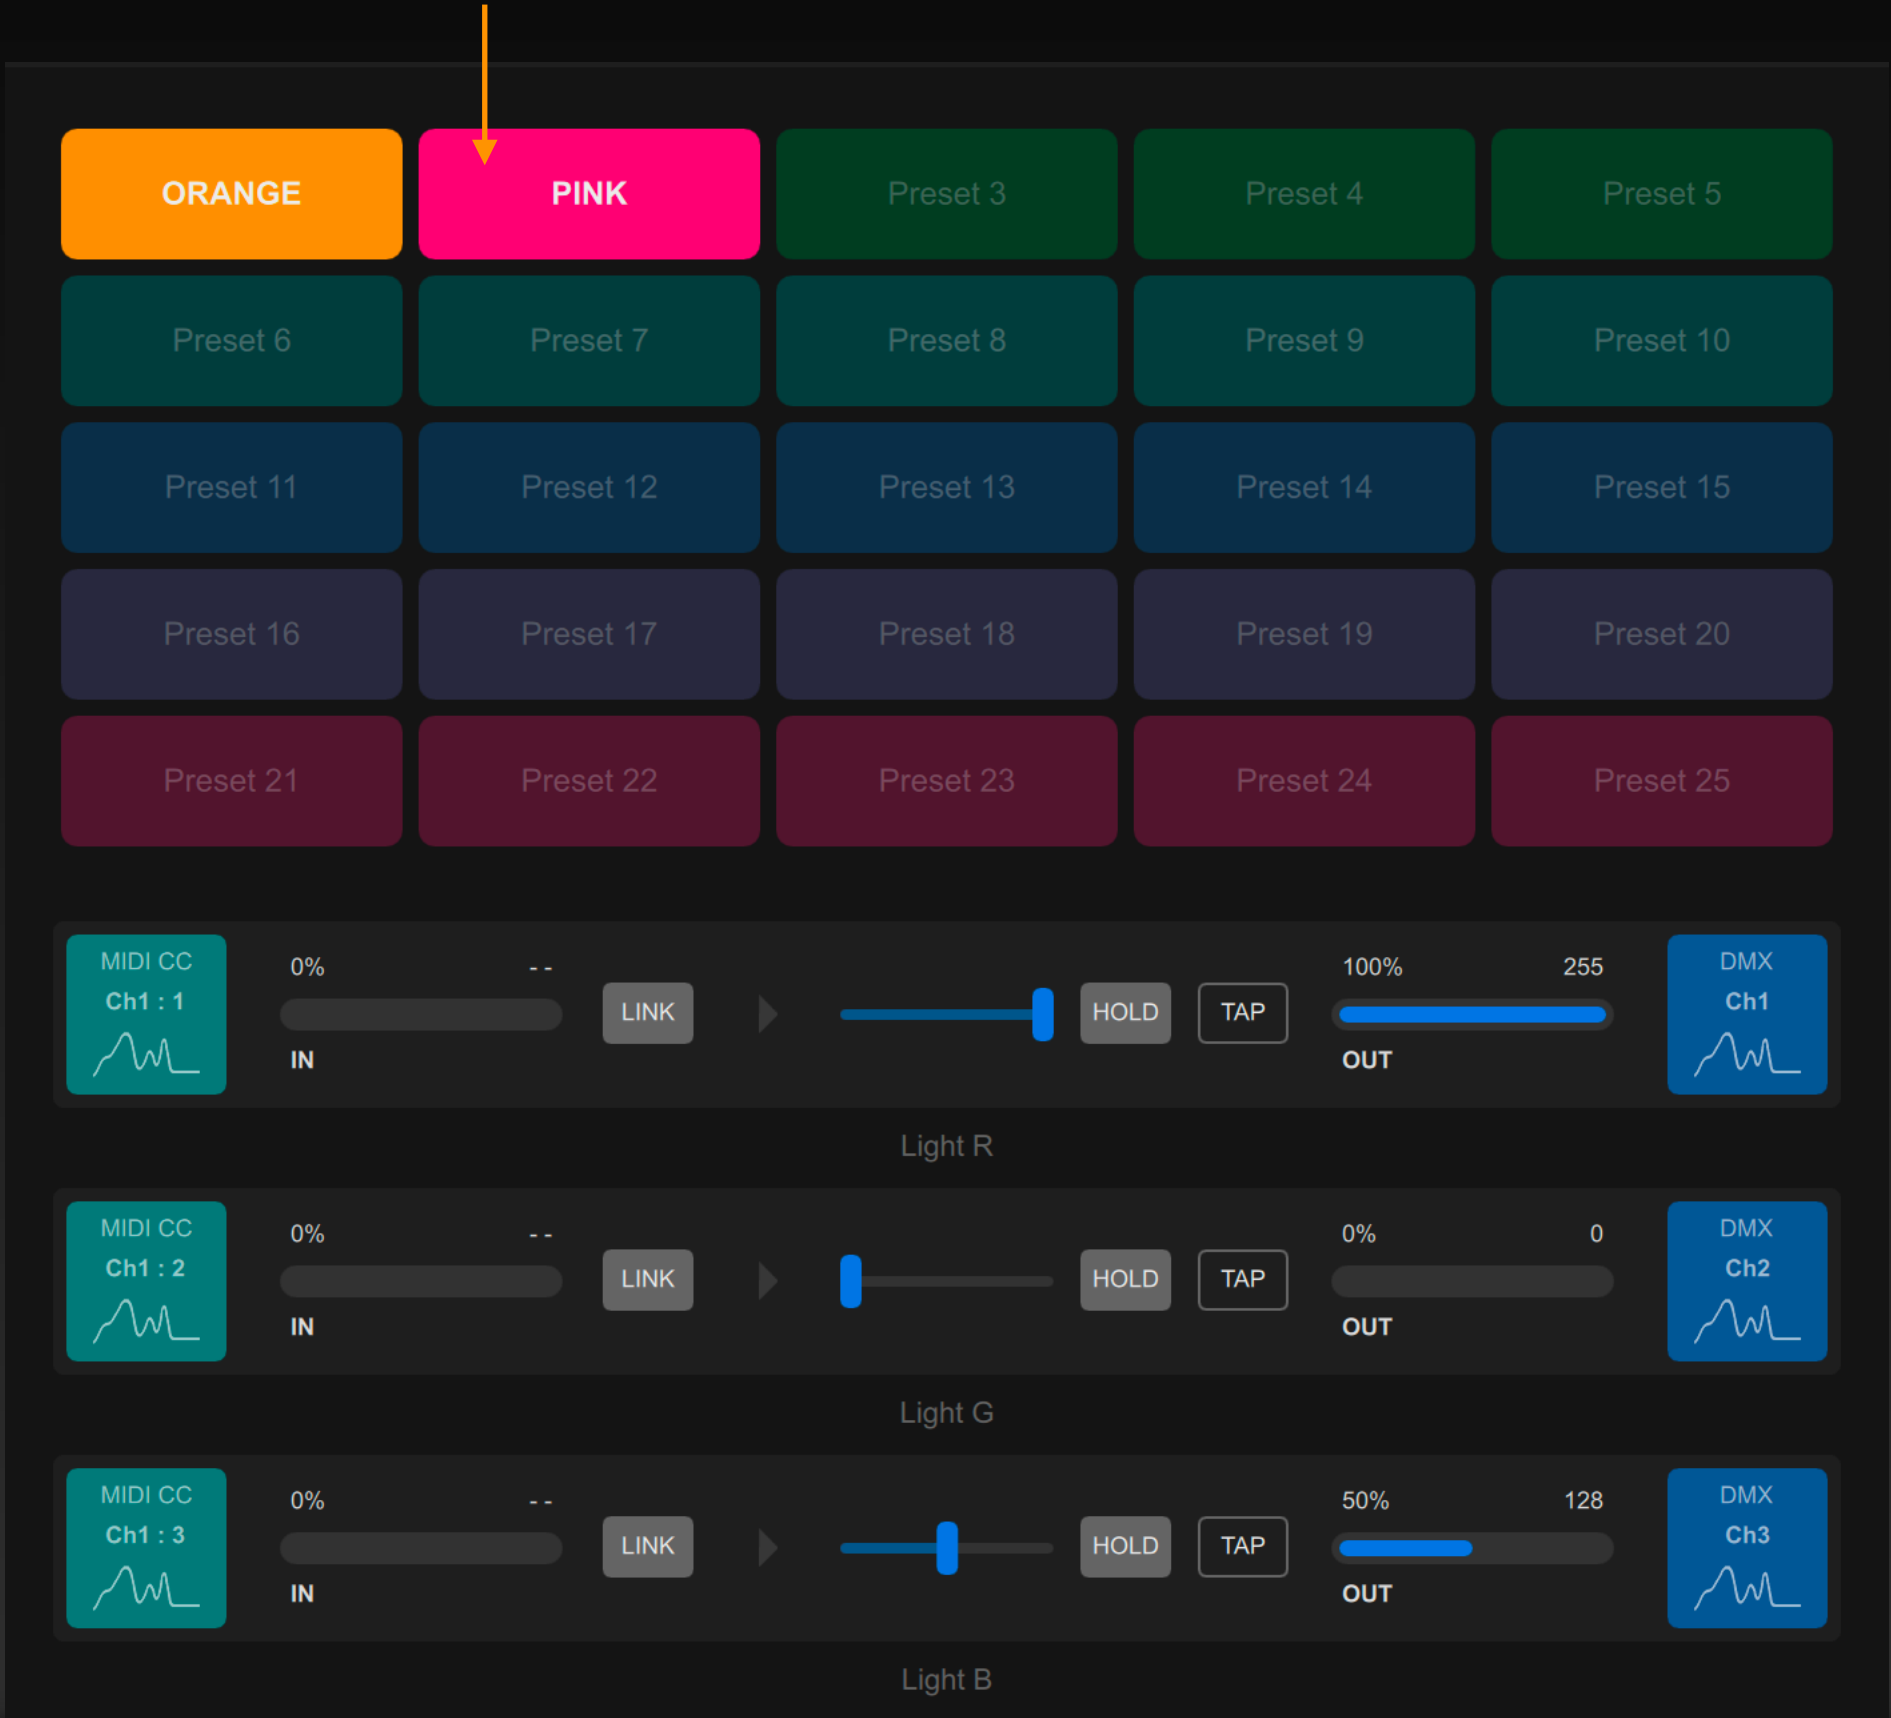 ORANGE PINK Preset 3 Preset 4 Preset 5
Preset 6 Preset 7 Preset 8 Preset 9 Preset 10
Preset 11 Preset 12 Preset 13 Preset 14 Preset 15
Preset 16 Preset 17 Preset 18 Preset 19 Preset 20
Preset 21 Preset 22 Preset 23 Preset 24 Preset 25
MIDI CC 0% - - 100% 255 DMX
Ch1 : 1 LINK HOLD TAP Ch1
IN OUT
Light R
MIDI CC 0% - - 0% 0 DMX
Ch1 : 2 LINK HOLD TAP Ch2
IN OUT
Light G
MIDI CC 0% - - 50% 128 DMX
Ch1 : 3 LINK HOLD TAP Ch3
IN OUT
Light B